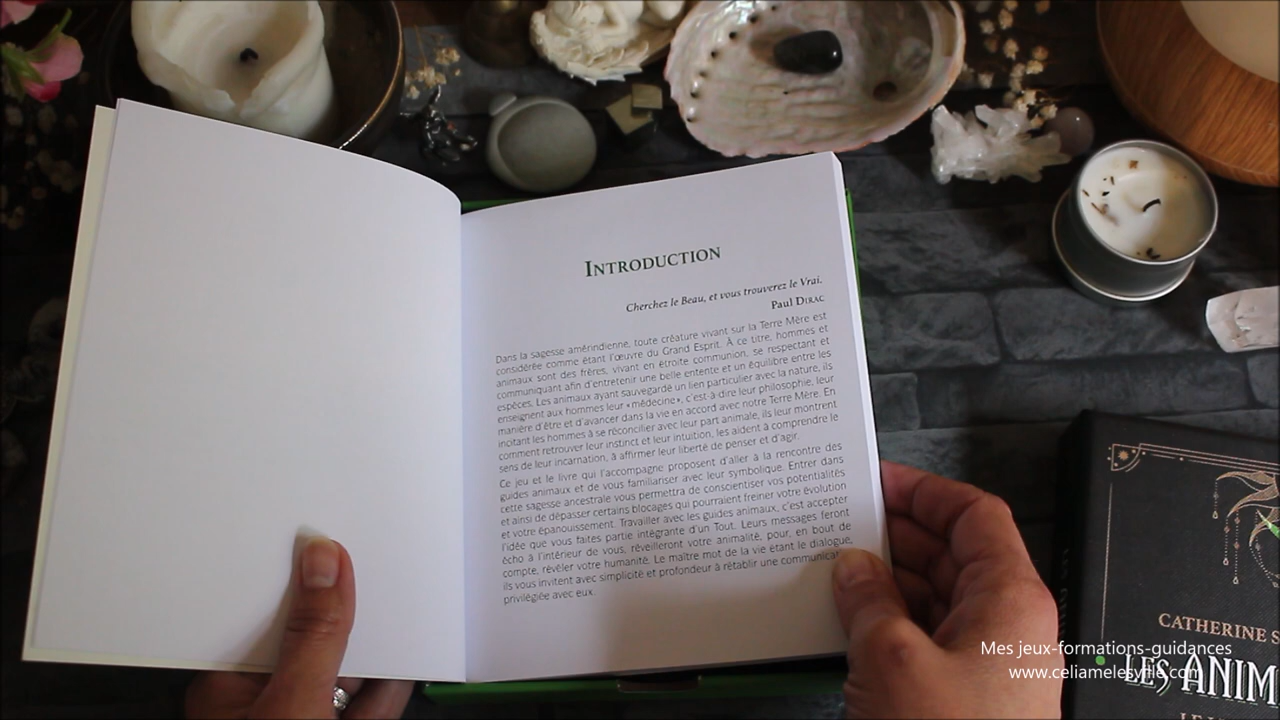 INTRODUCTION
Cherchez le Beau, et vous trouverez le Vrai.
Paul DIRAC
Dans la sagesse amérindienne, toute créature vivant sur la Terre Mère est
considérée comme étant l'œuvre du Grand Esprit. À ce titre, hommes et
animaux sont des frères, vivant en étroite communion, se respectant et
communiquant afin d'entretenir une belle entente et un équilibre entre les
espèces. Les animaux ayant sauvegardé un lien particulier avec la nature, ils
enseignent aux hommes leur «médecine», c'est-à-dire leur philosophie, leur
manière d'être et d'avancer dans la vie en accord avec notre Terre Mère. En
incitant les hommes à se réconcilier avec leur part animale, ils leur montrent
comment retrouver leur instinct et leur intuition, les aident à comprendre le
sens de leur incarnation, à affirmer leur liberté de penser et d'agir.
Ce jeu et le livre qui l'accompagne proposent d'aller à la rencontre des
guides animaux et de vous familiariser avec leur symbolique. Entrer dans
cette sagesse ancestrale vous permettra de conscientiser vos potentialités
et ainsi de dépasser certains blocages qui pourraient freiner votre évolution
et votre épanouissement. Travailler avec les guides animaux, c'est accepter
l'idée que vous faites partie intégrante d'un Tout. Leurs messages feront
écho à l'intérieur de vous, réveilleront votre animalité, pour, en bout de
compte, révéler votre humanité. Le maître mot de la vie étant le dialogue,
ils vous invitent avec simplicité et profondeur à rétablir une communicat
privilégiée avec eux.
CATHERINE S
LES ANIM
Mes jeux-formations-guidances
www.celiamelesville.com